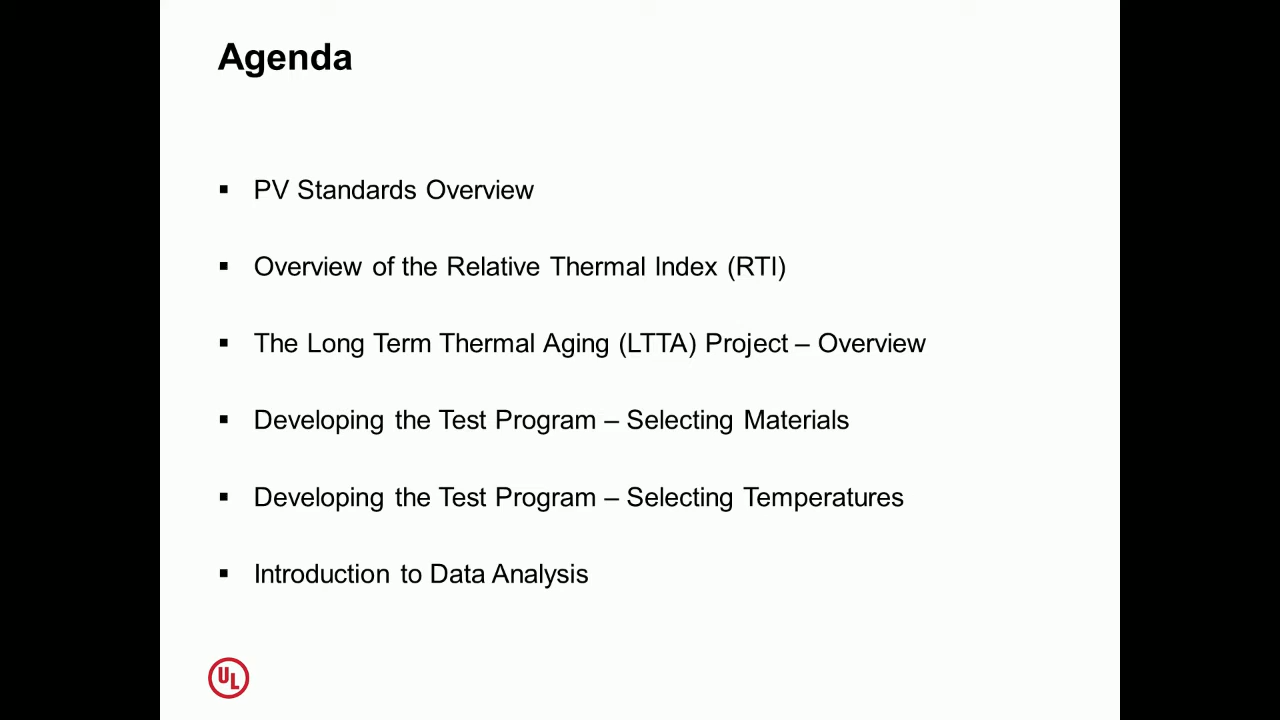 Agenda
▪ PV Standards Overview
▪ Overview of the Relative Thermal Index (RTI)
▪ The Long Term Thermal Aging (LTTA) Project – Overview
▪ Developing the Test Program – Selecting Materials
▪ Developing the Test Program – Selecting Temperatures
▪ Introduction to Data Analysis
UL